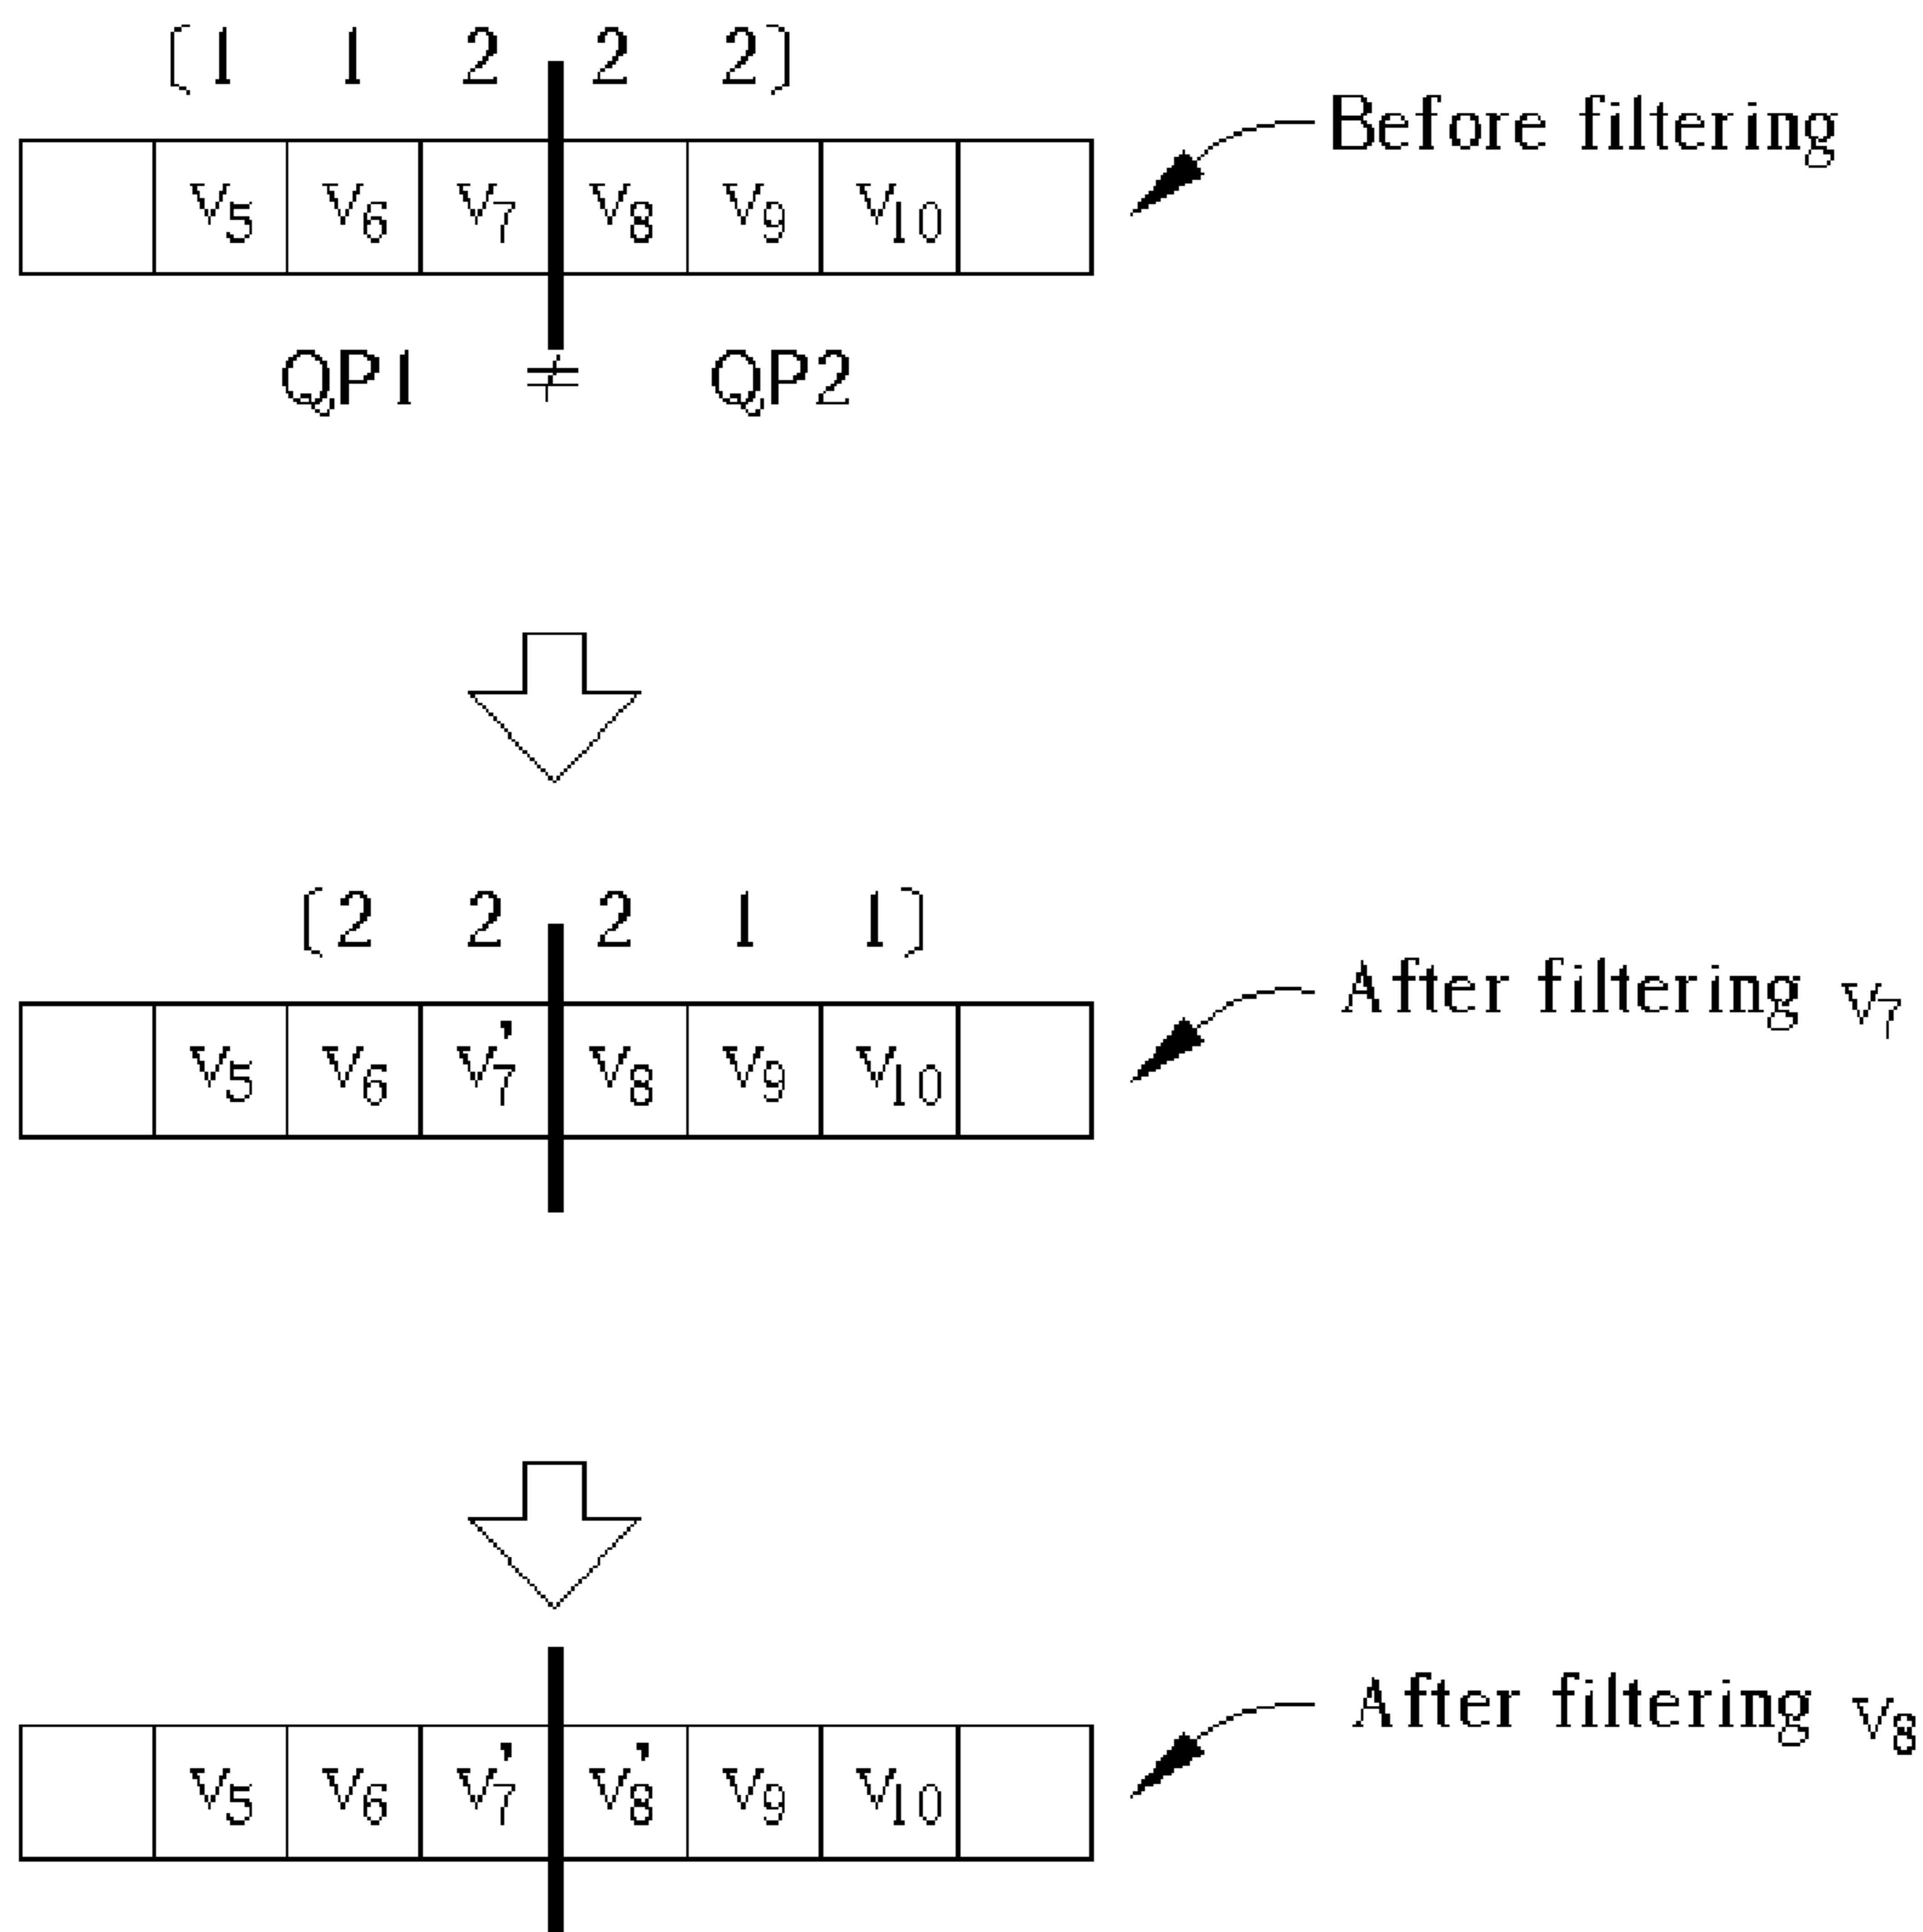 (1 1 2 2 2)
Before filtering
V5 V6 V7 V8 V9 V10
QP1 ≠ QP2
(2 2 2 1 1)
After filtering V7
V5 V6 V7' V8 V9 V10
After filtering V8
V5 V6 V7' V8' V9 V10